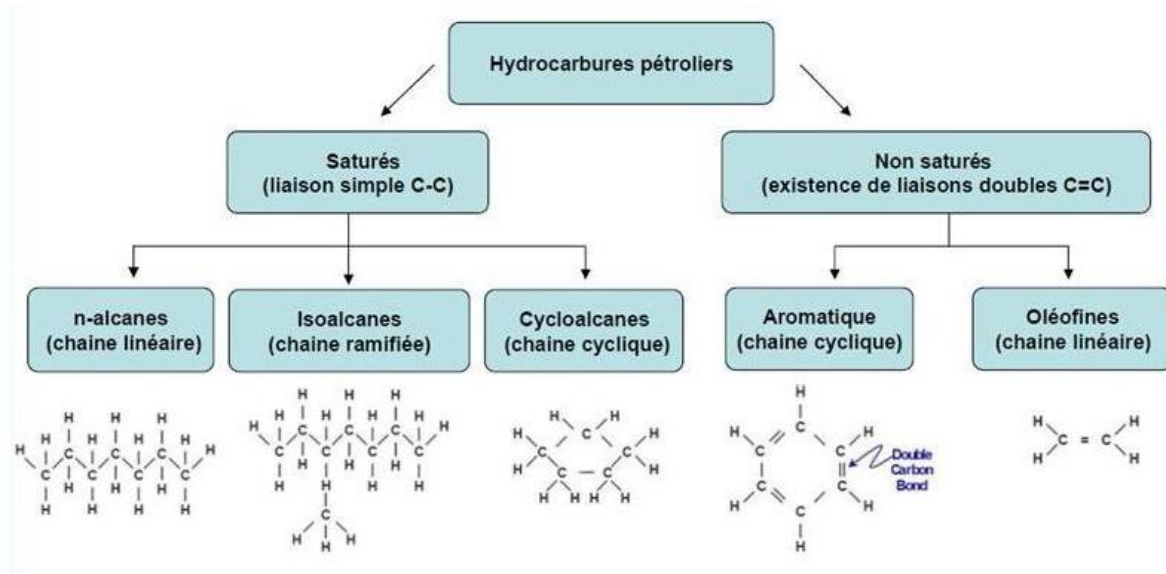 Hydrocarbures pétroliers
Saturés
(liaison simple C-C)
Non saturés
(existence de liaisons doubles C=C)
n-alcanes
(chaine linéaire)
Isoalcanes
(chaine ramifiée)
Cycloalcanes
(chaine cyclique)
Aromatique
(chaine cyclique)
Oléofines
(chaine linéaire)
H H H
H H H H
H H
C C C
C C C C
H H H
H H H H
H H H
H H H H
H H
C C C
C C C C
H H H
H H H H
C
H H
H
H H
H C H
C C
H C C H
H H H H
H
C
H C C H
Double
Carbon
Bond
H C C H
C
H
H H
C = C
H H